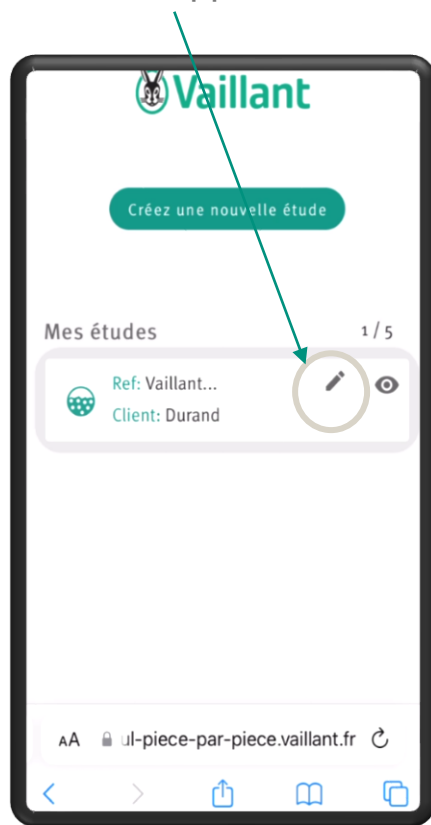 Vaillant
Créez une nouvelle étude
Mes études 1 / 5
Ref: Vaillant...
Client: Durand
AA ul-piece-par-piece.vaillant.fr